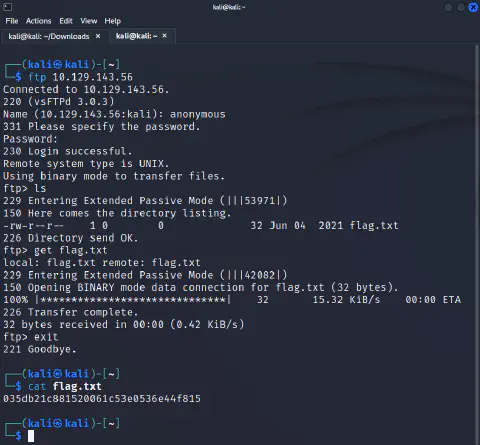 kali@kali: ~
File Actions Edit View Help
kali@kali: ~/Downloads × kali@kali: ~ ×
┌──(kali㉿kali)-[~]
└─$ ftp 10.129.143.56
Connected to 10.129.143.56.
220 (vsFTPd 3.0.3)
Name (10.129.143.56:kali): anonymous
331 Please specify the password.
Password:
230 Login successful.
Remote system type is UNIX.
Using binary mode to transfer files.
ftp> ls
229 Entering Extended Passive Mode (|||53971|)
150 Here comes the directory listing.
-rw-r--r--    1 0        0              32 Jun 04  2021 flag.txt
226 Directory send OK.
ftp> get flag.txt
local: flag.txt remote: flag.txt
229 Entering Extended Passive Mode (|||42082|)
150 Opening BINARY mode data connection for flag.txt (32 bytes).
100% |*******************************|    32       15.32 KiB/s    00:00 ETA
226 Transfer complete.
32 bytes received in 00:00 (0.42 KiB/s)
ftp> exit
221 Goodbye.
┌──(kali㉿kali)-[~]
└─$ cat flag.txt
035db21c881520061c53e0536e44f815
┌──(kali㉿kali)-[~]
└─$